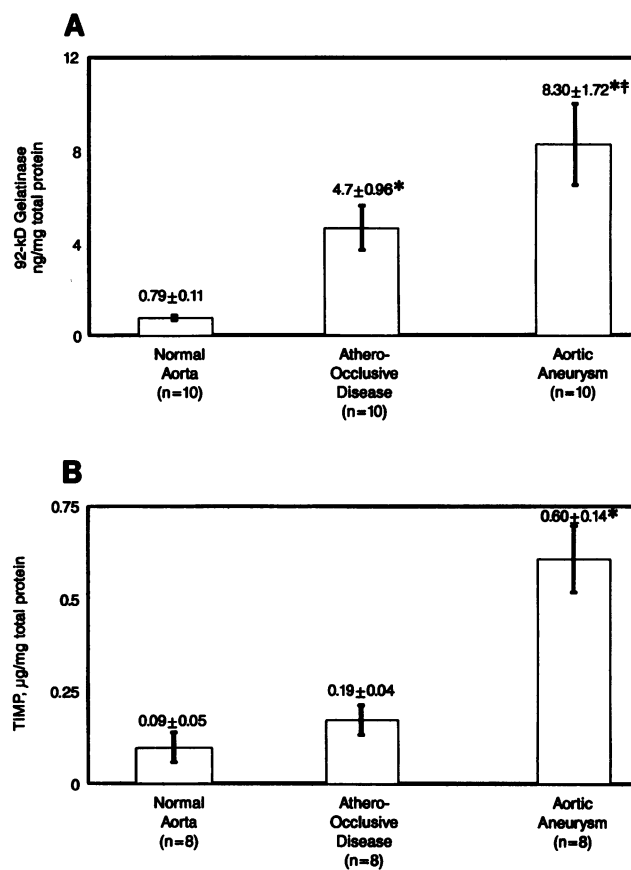 A
92-kD Gelatinase
ng/mg total protein
12
8
4
0
0.79±0.11
4.7±0.96*
8.30±1.72*‡
Normal
Aorta
(n=10)
Athero-
Occlusive
Disease
(n=10)
Aortic
Aneurysm
(n=10)
B
TIMP, µg/mg total protein
0.75
0.5
0.25
0
0.09±0.05
0.19±0.04
0.60±0.14*
Normal
Aorta
(n=8)
Athero-
Occlusive
Disease
(n=8)
Aortic
Aneurysm
(n=8)